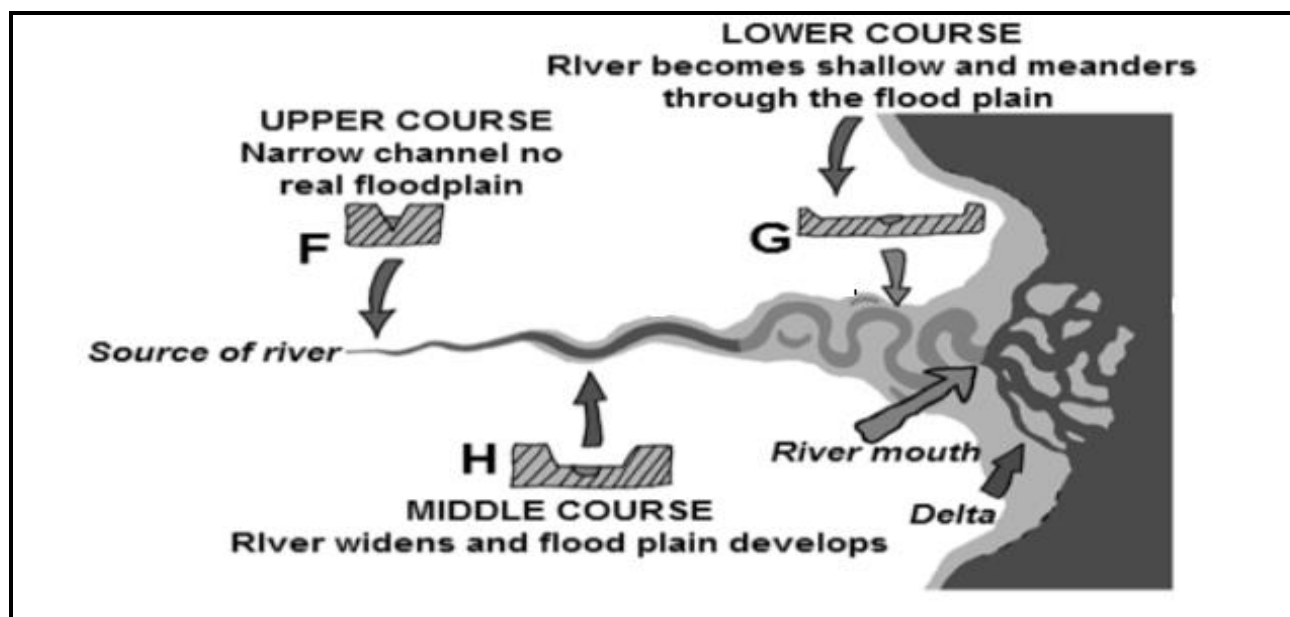 LOWER COURSE
RIver becomes shallow and meanders
through the flood plain
UPPER COURSE
Narrow channel no
real floodplain
F
G
Source of river
H
River mouth
Delta
MIDDLE COURSE
RIver widens and flood plain develops